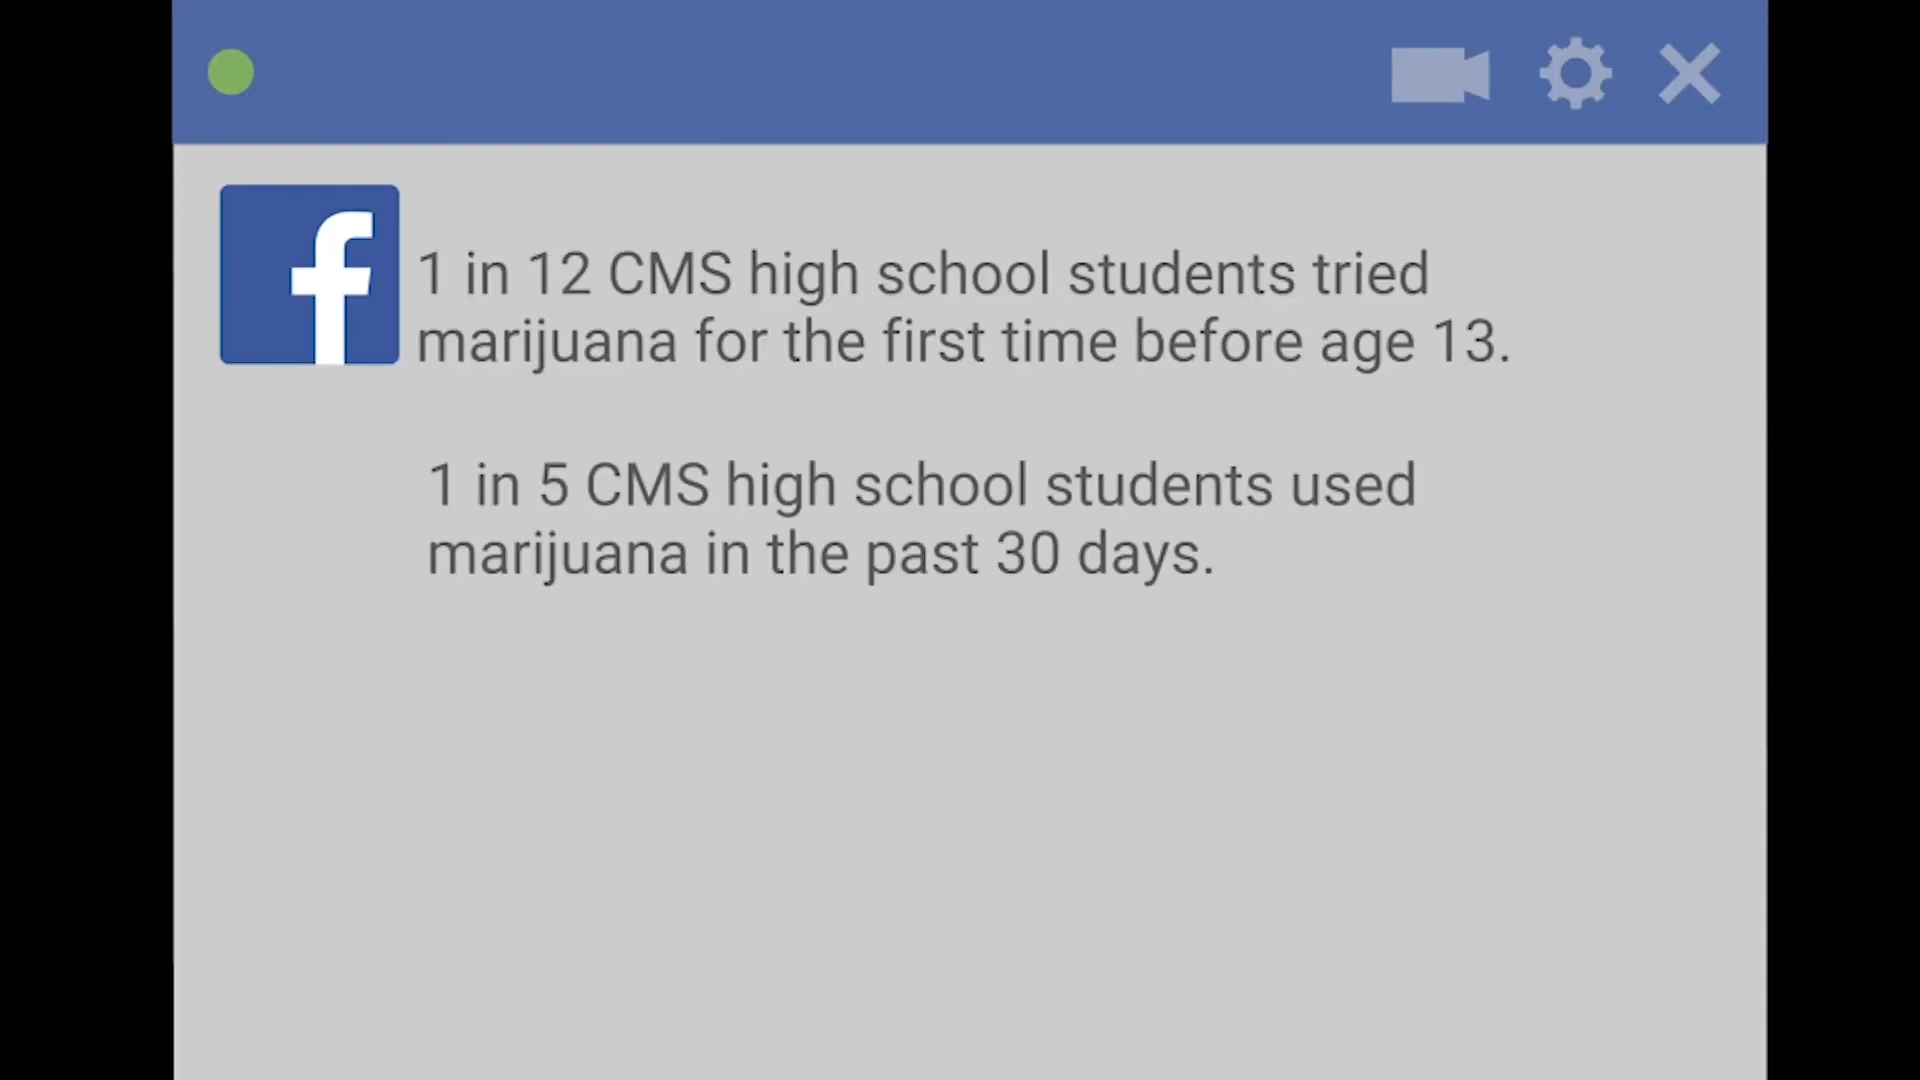 1 in 12 CMS high school students tried
marijuana for the first time before age 13.
1 in 5 CMS high school students used
marijuana in the past 30 days.